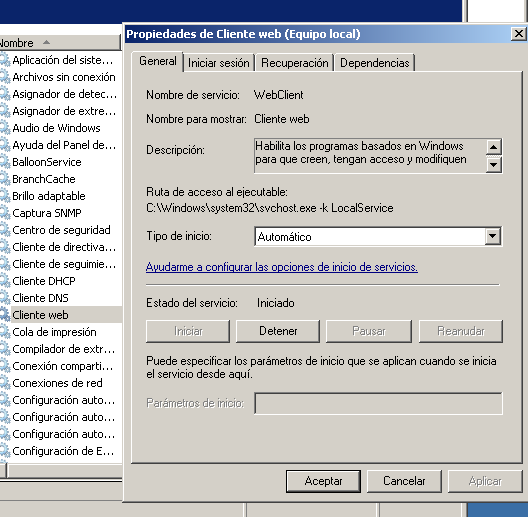 Nombre
Aplicación del siste...
Archivos sin conexión
Asignador de detec...
Asignador de extre...
Audio de Windows
Ayuda del Panel de...
BalloonService
BranchCache
Brillo adaptable
Captura SNMP
Centro de seguridad
Cliente de directiva...
Cliente de seguimie...
Cliente DHCP
Cliente DNS
Cliente web
Cola de impresión
Compilador de extr...
Conexión comparti...
Conexiones de red
Configuración auto...
Configuración auto...
Configuración auto...
Configuración de E...
Propiedades de Cliente web (Equipo local)
General Iniciar sesión Recuperación Dependencias
Nombre de servicio: WebClient
Nombre para mostrar: Cliente web
Descripción: Habilita los programas basados en Windows
para que creen, tengan acceso y modifiquen
Ruta de acceso al ejecutable:
C:\Windows\system32\svchost.exe -k LocalService
Tipo de inicio: Automático
Ayudarme a configurar las opciones de inicio de servicios.
Estado del servicio: Iniciado
Iniciar Detener Pausar Reanudar
Puede especificar los parámetros de inicio que se aplican cuando se inicia
el servicio desde aquí.
Parámetros de inicio:
Aceptar Cancelar Aplicar